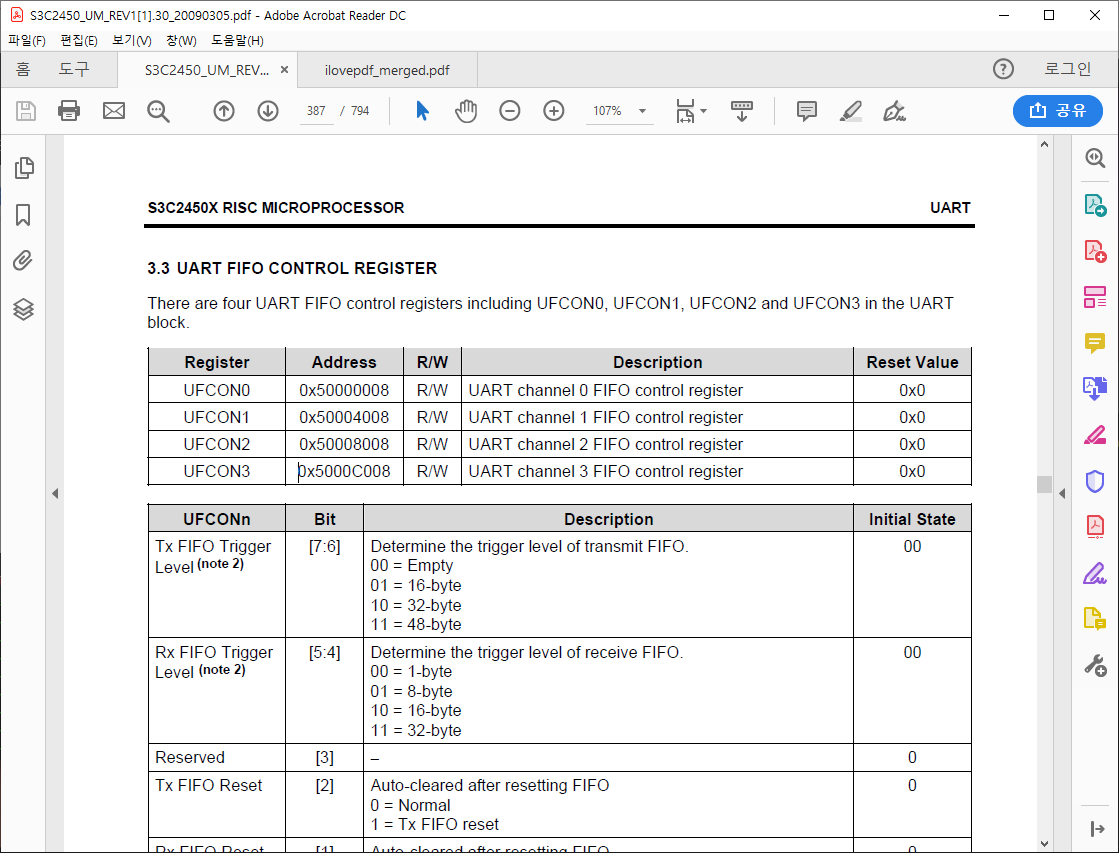 S3C2450_UM_REV1[1].30_20090305.pdf - Adobe Acrobat Reader DC
파일(F) 편집(E) 보기(V) 창(W) 도움말(H)
홈 도구 S3C2450_UM_REV... × ilovepdf_merged.pdf ? 로그인
387 / 794 107% 공유
S3C2450X RISC MICROPROCESSOR UART
3.3 UART FIFO CONTROL REGISTER
There are four UART FIFO control registers including UFCON0, UFCON1, UFCON2 and UFCON3 in the UART
block.
Register Address R/W Description Reset Value
UFCON0 0x50000008 R/W UART channel 0 FIFO control register 0x0
UFCON1 0x50004008 R/W UART channel 1 FIFO control register 0x0
UFCON2 0x50008008 R/W UART channel 2 FIFO control register 0x0
UFCON3 0x5000C008 R/W UART channel 3 FIFO control register 0x0
UFCONn Bit Description Initial State
Tx FIFO Trigger [7:6] Determine the trigger level of transmit FIFO. 00
Level (note 2) 00 = Empty
01 = 16-byte
10 = 32-byte
11 = 48-byte
Rx FIFO Trigger [5:4] Determine the trigger level of receive FIFO. 00
Level (note 2) 00 = 1-byte
01 = 8-byte
10 = 16-byte
11 = 32-byte
Reserved [3] – 0
Tx FIFO Reset [2] Auto-cleared after resetting FIFO 0
0 = Normal
1 = Tx FIFO reset
Rx FIFO Reset [1] Auto-cleared after resetting FIFO 0